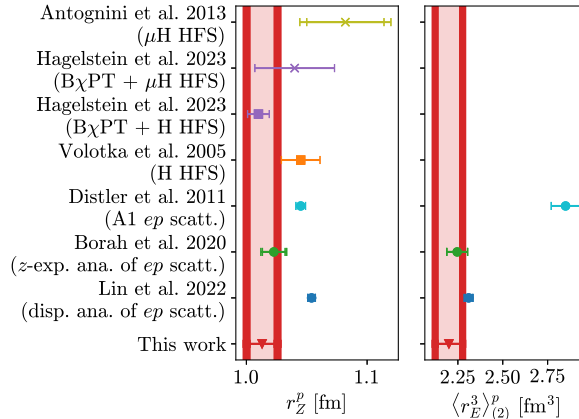 Antognini et al. 2013
(μH HFS)
Hagelstein et al. 2023
(BχPT + μH HFS)
Hagelstein et al. 2023
(BχPT + H HFS)
Volotka et al. 2005
(H HFS)
Distler et al. 2011
(A1 ep scatt.)
Borah et al. 2020
(z-exp. ana. of ep scatt.)
Lin et al. 2022
(disp. ana. of ep scatt.)
This work
1.0 1.1
r_Z^p [fm]
2.25 2.50 2.75
⟨r_E^3⟩_(2)^p [fm³]